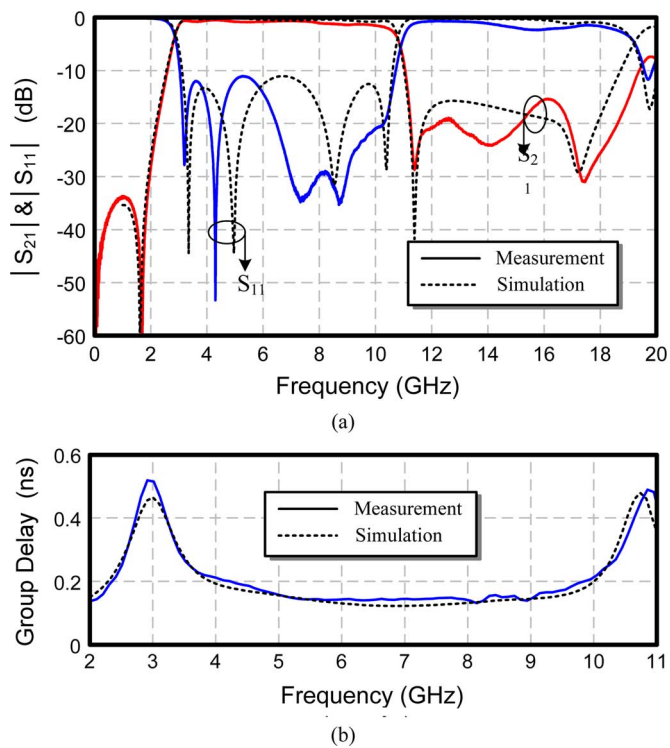 0
-10
-20
-30
-40
-50
-60
|S21| & |S11| (dB)
S2
1
S11
Measurement
Simulation
0 2 4 6 8 10 12 14 16 18 20
Frequency (GHz)
(a)
0.6
0.4
0.2
0
Group Delay (ns)
Measurement
Simulation
2 3 4 5 6 7 8 9 10 11
Frequency (GHz)
(b)